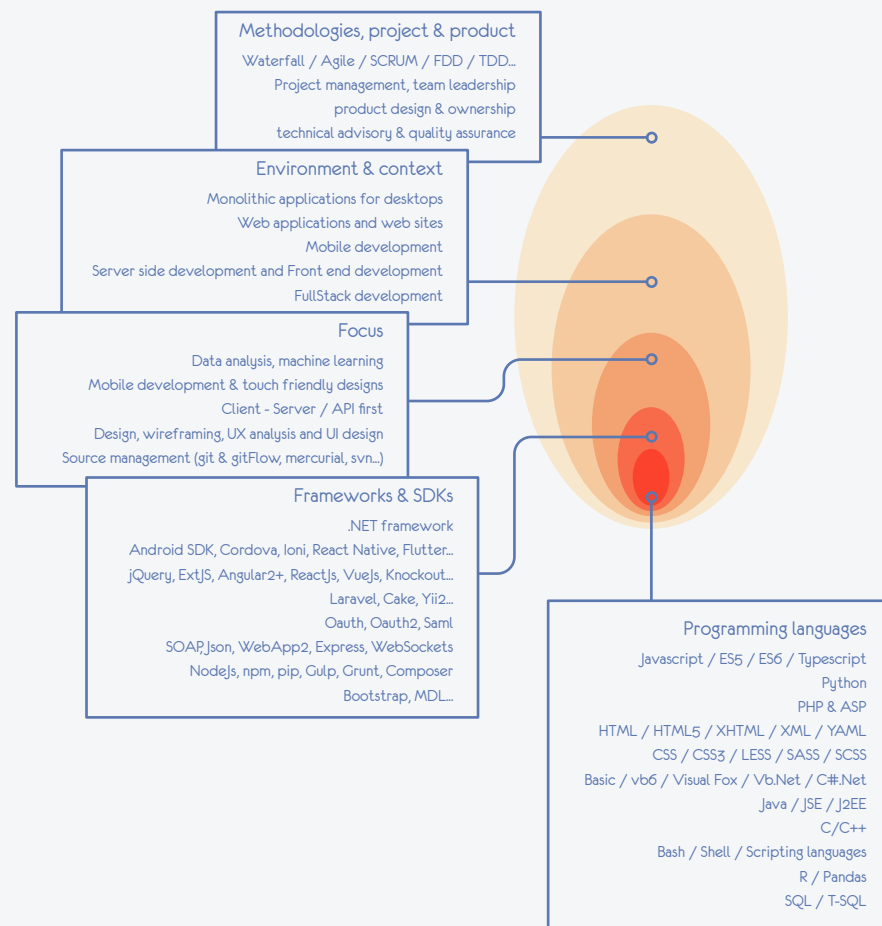 Methodologies, project & product
Waterfall / Agile / SCRUM / FDD / TDD...
Project management, team leadership
product design & ownership
technical advisory & quality assurance
Environment & context
Monolithic applications for desktops
Web applications and web sites
Mobile development
Server side development and Front end development
FullStack development
Focus
Data analysis, machine learning
Mobile development & touch friendly designs
Client - Server / API first
Design, wireframing, UX analysis and UI design
Source management (git & gitFlow, mercurial, svn...)
Frameworks & SDKs
.NET framework
Android SDK, Cordova, Ioni, React Native, Flutter...
jQuery, ExtJS, Angular2+, ReactJs, VueJs, Knockout...
Laravel, Cake, Yii2...
Oauth, Oauth2, Saml
SOAP,Json, WebApp2, Express, WebSockets
NodeJs, npm, pip, Gulp, Grunt, Composer
Bootstrap, MDL...
Programming languages
Javascript / ES5 / ES6 / Typescript
Python
PHP & ASP
HTML / HTML5 / XHTML / XML / YAML
CSS / CSS3 / LESS / SASS / SCSS
Basic / vb6 / Visual Fox / Vb.Net / C#.Net
Java / JSE / J2EE
C/C++
Bash / Shell / Scripting languages
R / Pandas
SQL / T-SQL